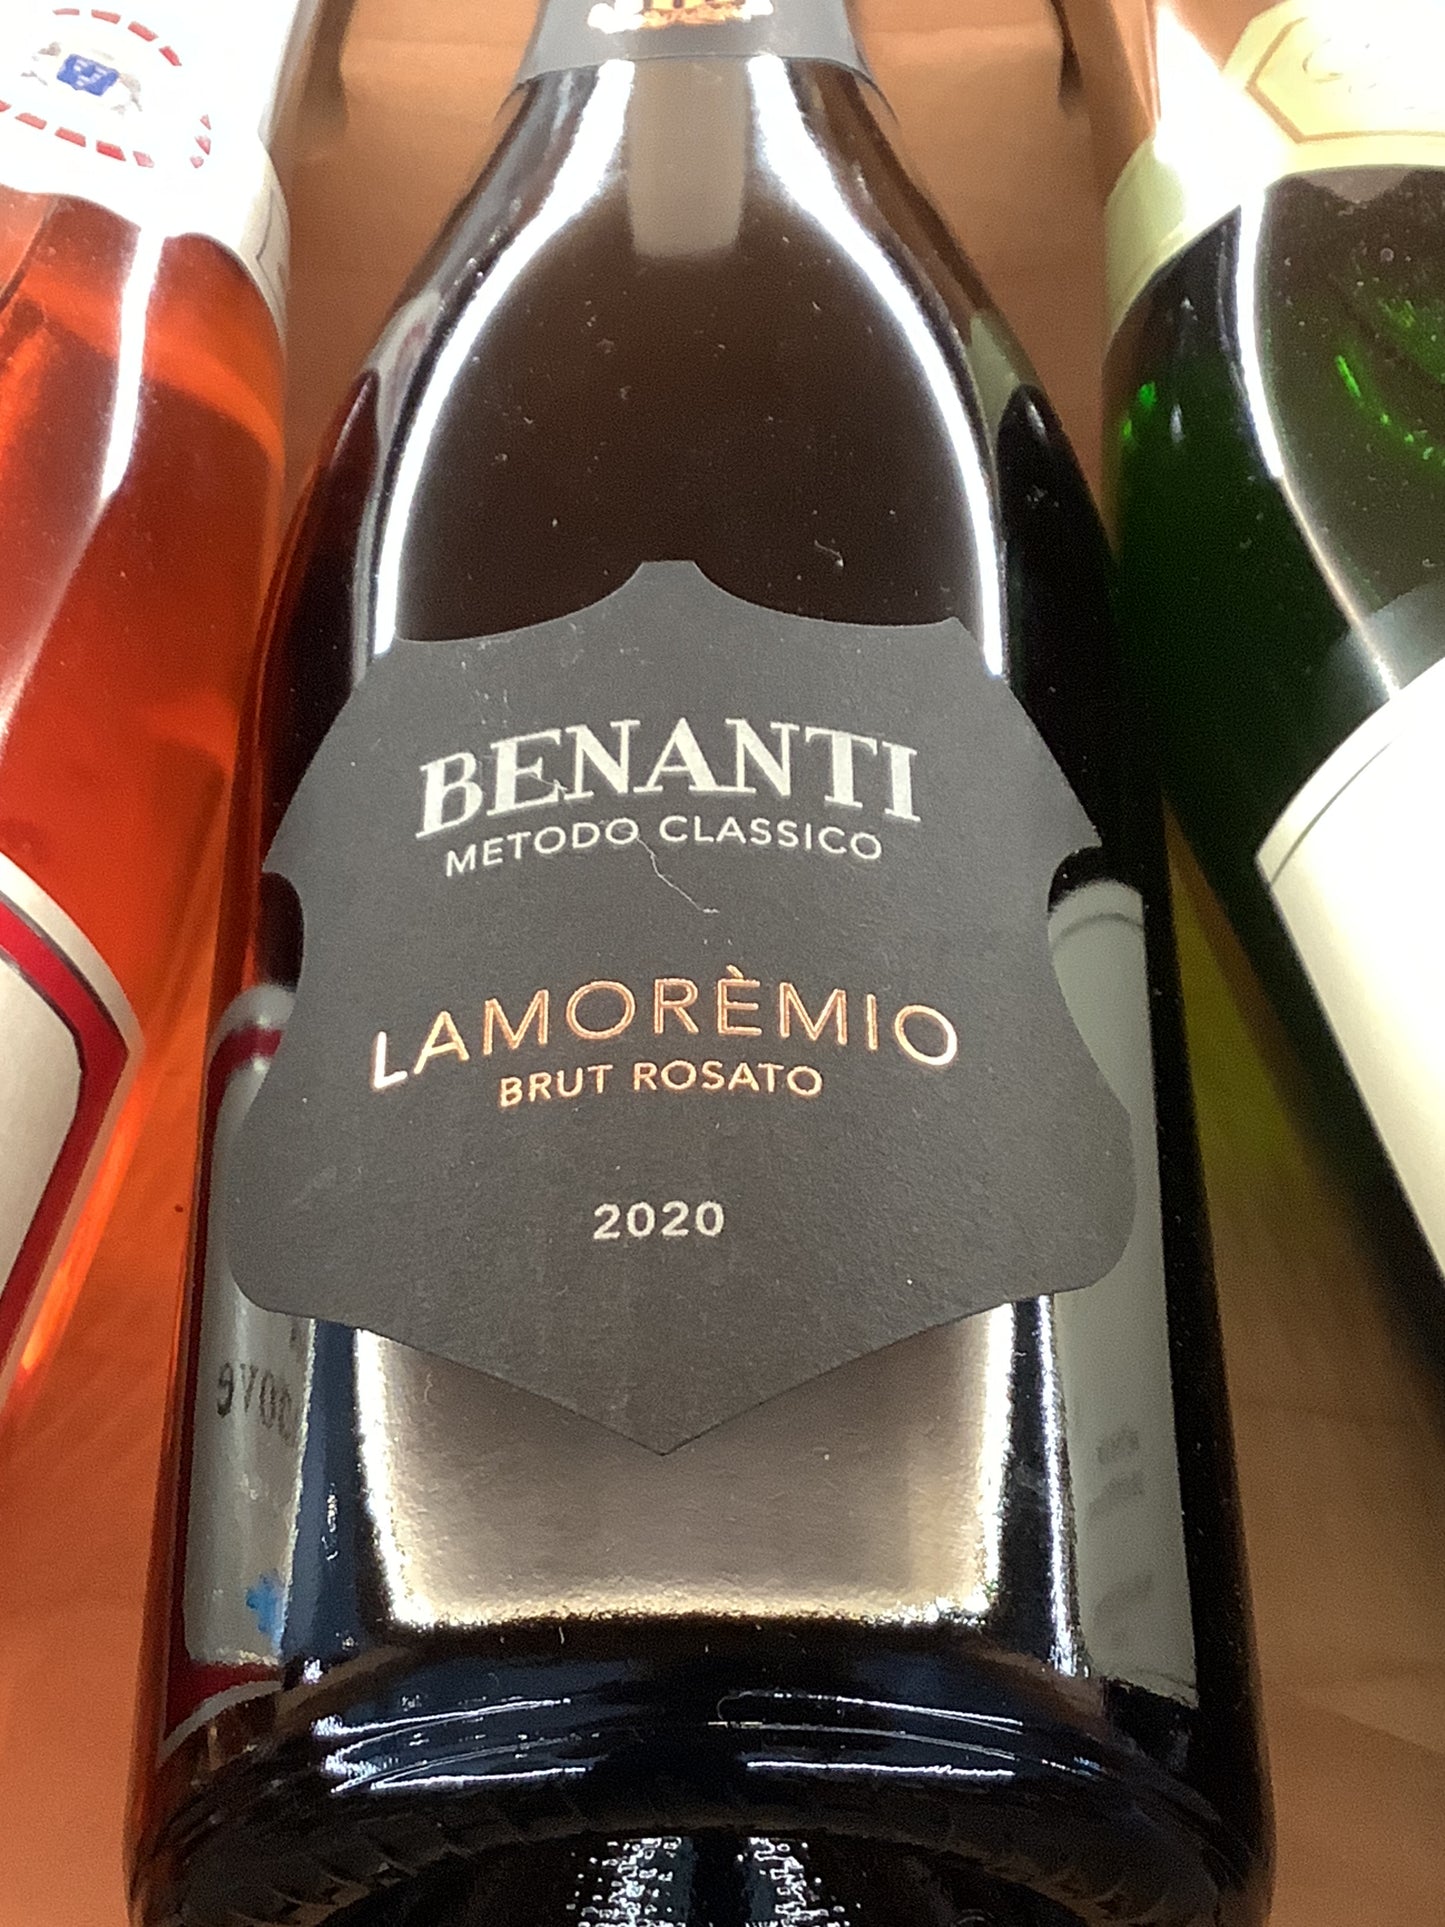 BENANTI
METODO CLASSICO
LAMORÈMIO
BRUT ROSATO
2020